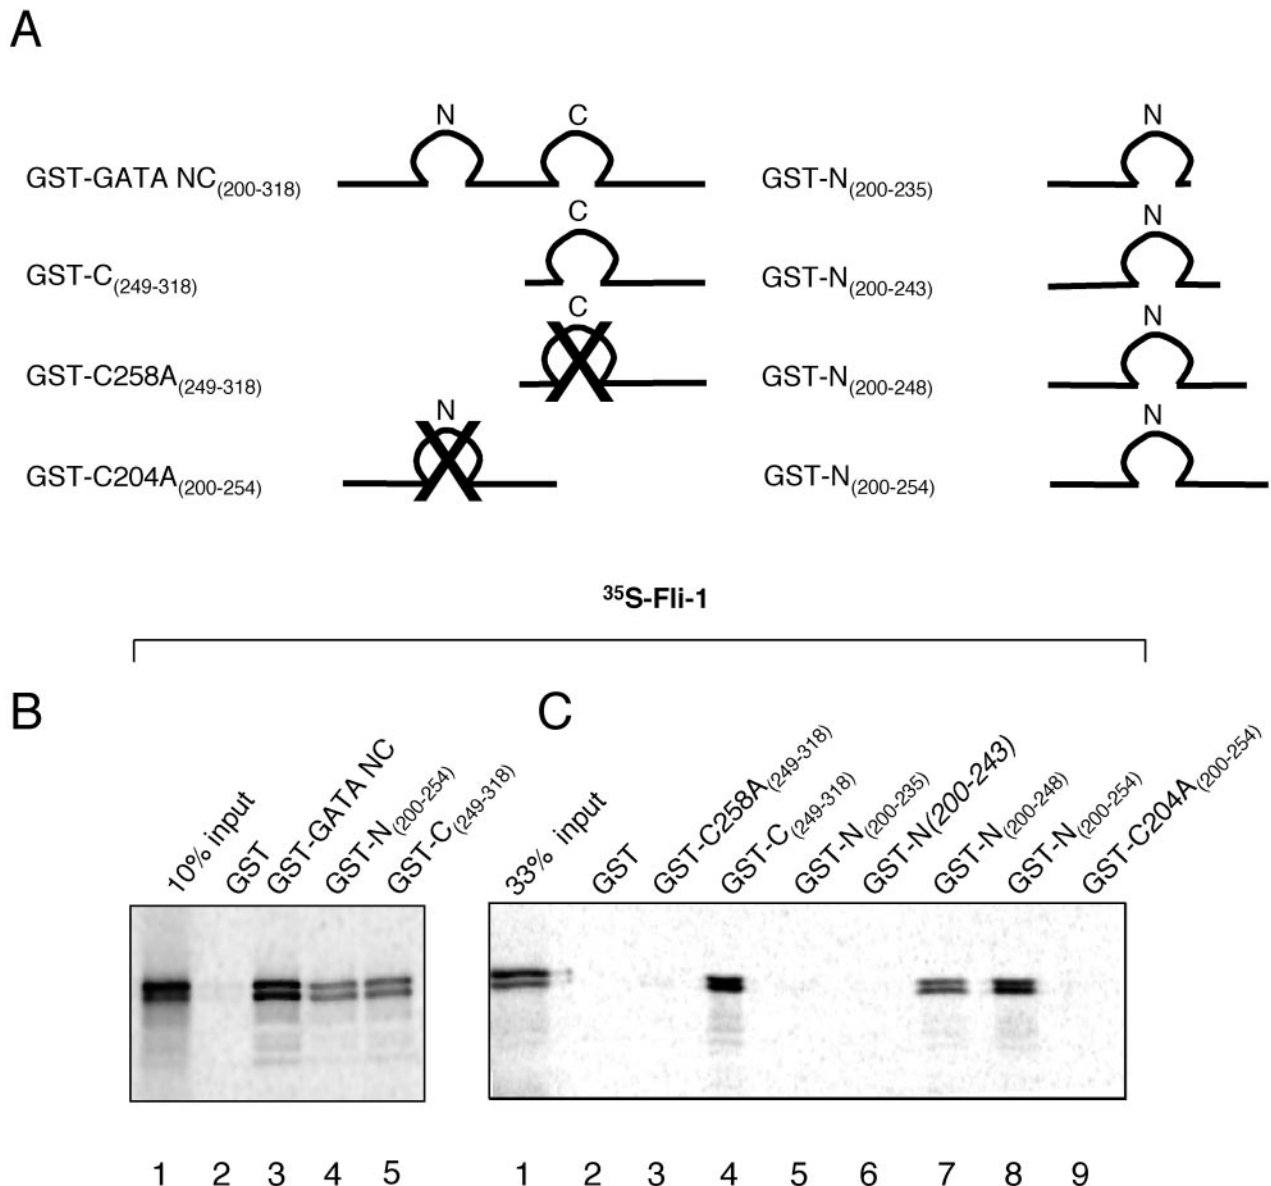 A
N C N
GST-GATA NC(200-318) GST-N(200-235)
C N
GST-C(249-318) GST-N(200-243)
C N
GST-C258A(249-318) GST-N(200-248)
N N
GST-C204A(200-254) GST-N(200-254)
35S-Fli-1
B
10% input
GST
GST-GATA NC
GST-N(200-254)
GST-C(249-318)
1 2 3 4 5
C
33% input
GST
GST-C258A(249-318)
GST-C(249-318)
GST-N(200-235)
GST-N(200-243)
GST-N(200-248)
GST-N(200-254)
GST-C204A(200-254)
1 2 3 4 5 6 7 8 9